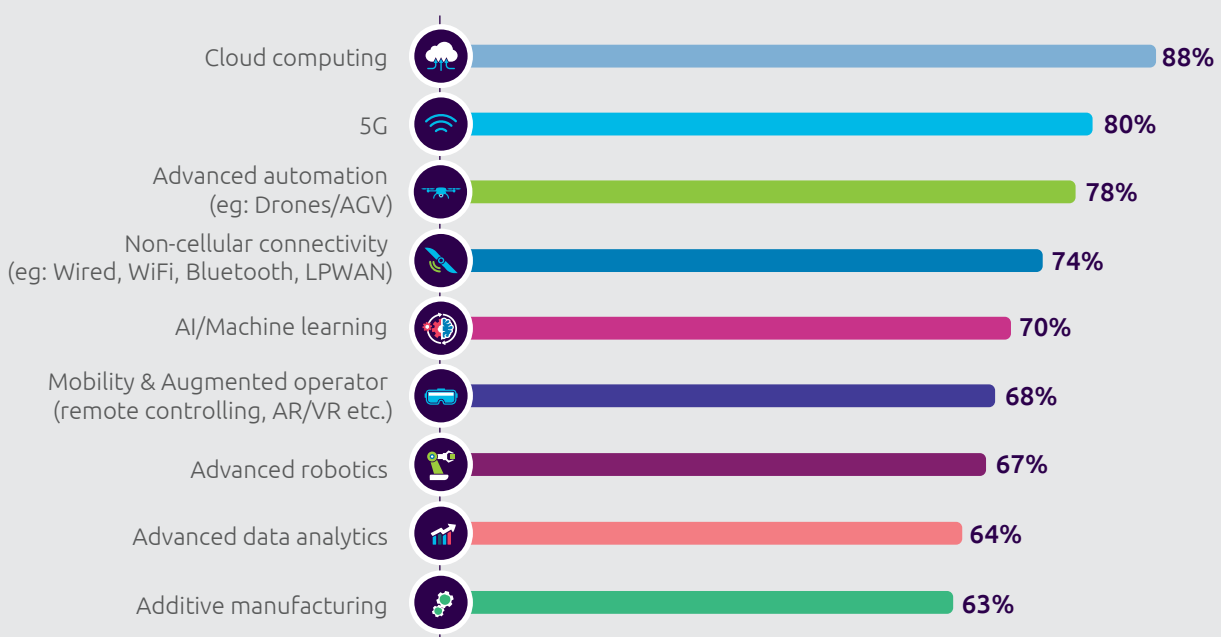 Cloud computing
88%
5G
80%
Advanced automation
(eg: Drones/AGV)
78%
Non-cellular connectivity
(eg: Wired, WiFi, Bluetooth, LPWAN)
74%
AI/Machine learning
70%
Mobility & Augmented operator
(remote controlling, AR/VR etc.)
68%
Advanced robotics
67%
Advanced data analytics
64%
Additive manufacturing
63%